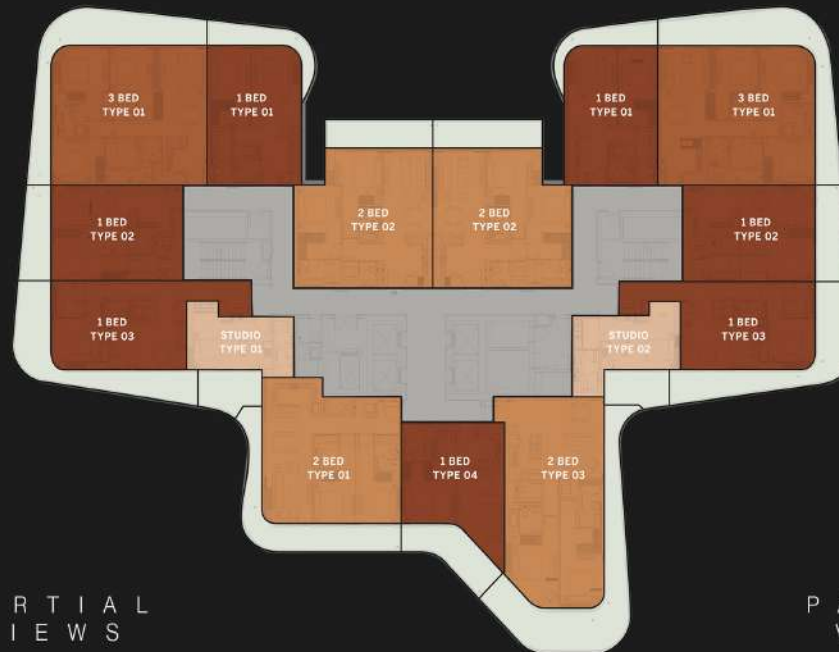 3 BED
TYPE 01
1 BED
TYPE 01
1 BED
TYPE 01
3 BED
TYPE 01
2 BED
TYPE 02
2 BED
TYPE 02
1 BED
TYPE 02
1 BED
TYPE 02
1 BED
TYPE 03
STUDIO
TYPE 01
STUDIO
TYPE 02
1 BED
TYPE 03
2 BED
TYPE 01
1 BED
TYPE 04
2 BED
TYPE 03
RTIAL
IEWS